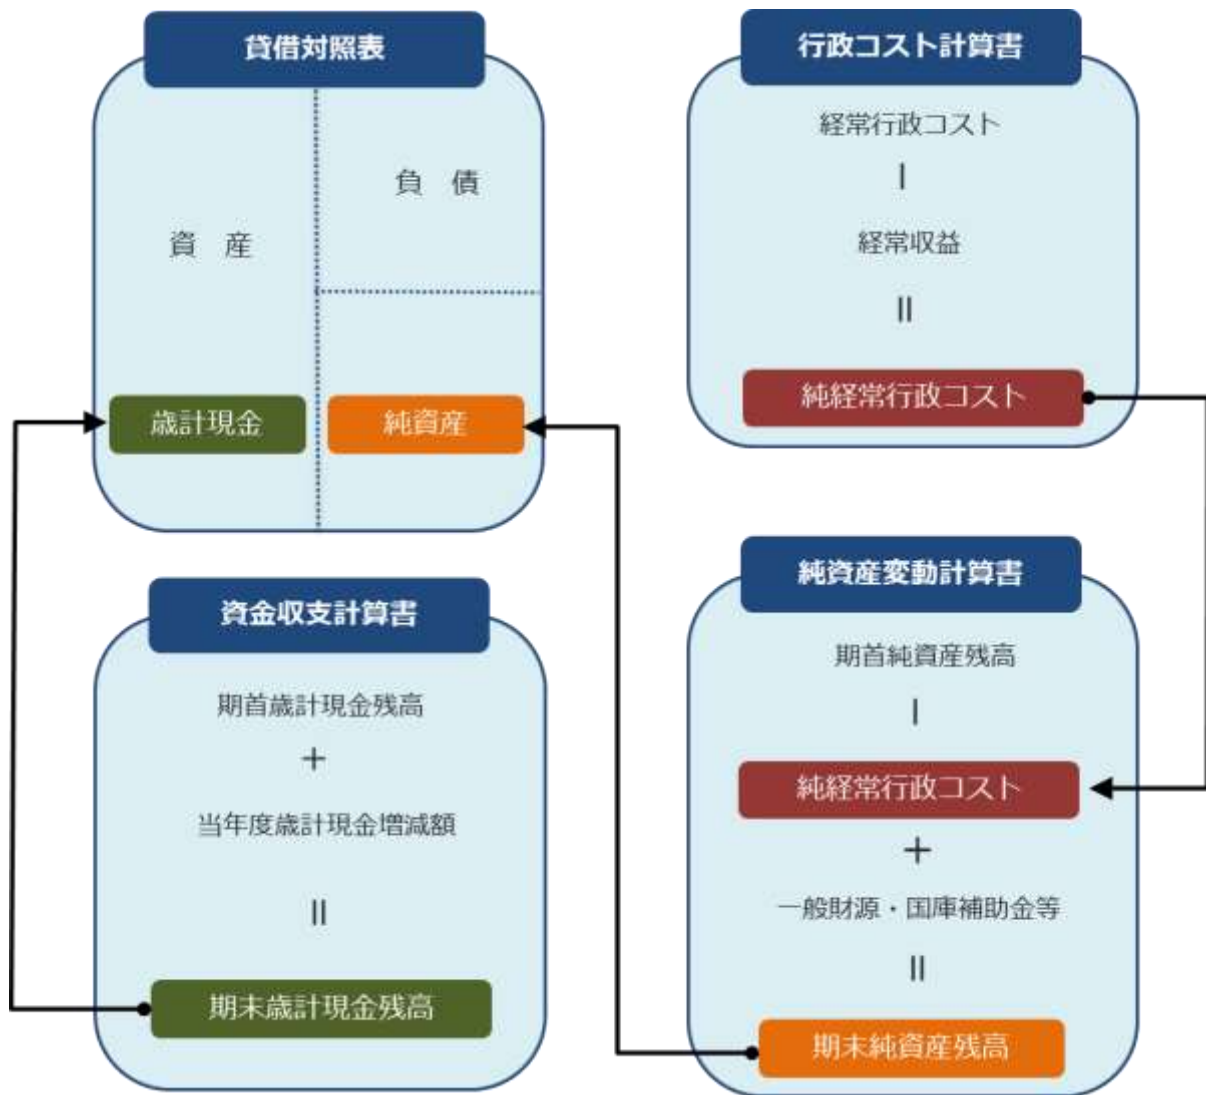 貸借対照表
資　産
負　債
歳計現金
純資産
行政コスト計算書
経常行政コスト
－
経常収益
＝
純経常行政コスト
資金収支計算書
期首歳計現金残高
＋
当年度歳計現金増減額
＝
期末歳計現金残高
純資産変動計算書
期首純資産残高
－
純経常行政コスト
＋
一般財源・国庫補助金等
＝
期末純資産残高